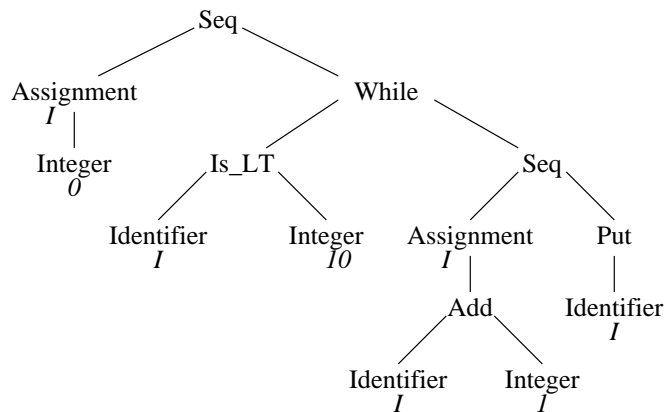 Seq
Assignment
I
While
Integer
0
Is_LT
Seq
Identifier
I
Integer
10
Assignment
I
Put
Add
Identifier
I
Identifier
I
Integer
1